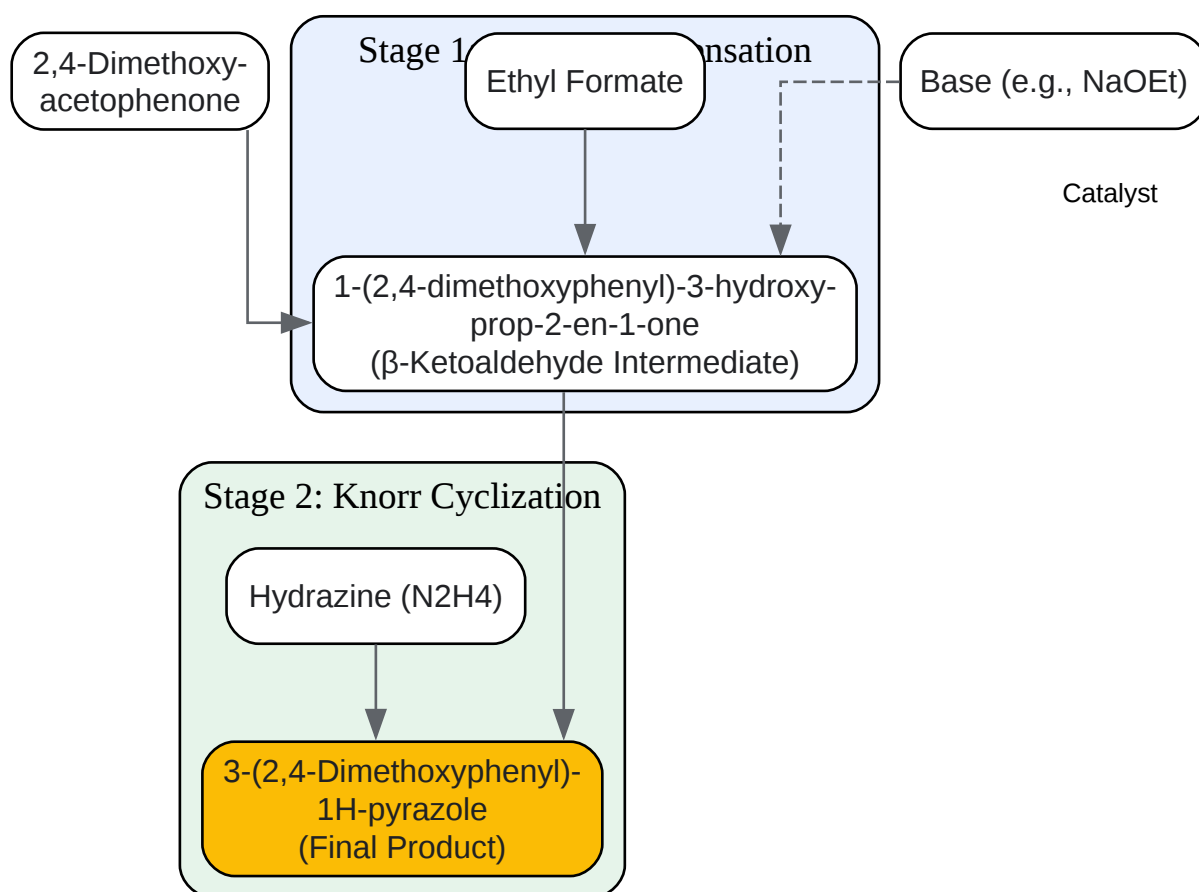 2,4-Dimethoxy-
acetophenone
Stage 1:
nsation
Ethyl Formate
Base (e.g., NaOEt)
Catalyst
1-(2,4-dimethoxyphenyl)-3-hydroxy-
prop-2-en-1-one
(β-Ketoaldehyde Intermediate)
Stage 2: Knorr Cyclization
Hydrazine (N2H4)
3-(2,4-Dimethoxyphenyl)-
1H-pyrazole
(Final Product)